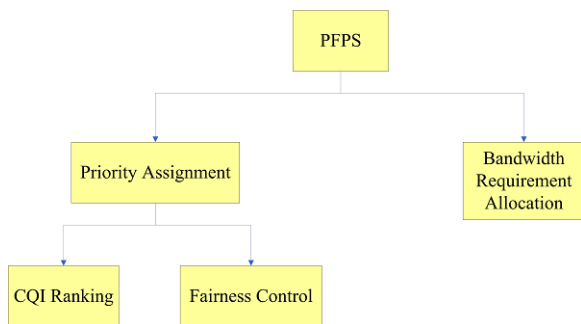 PFPS
Priority Assignment
Bandwidth
Requirement
Allocation
CQI Ranking
Fairness Control